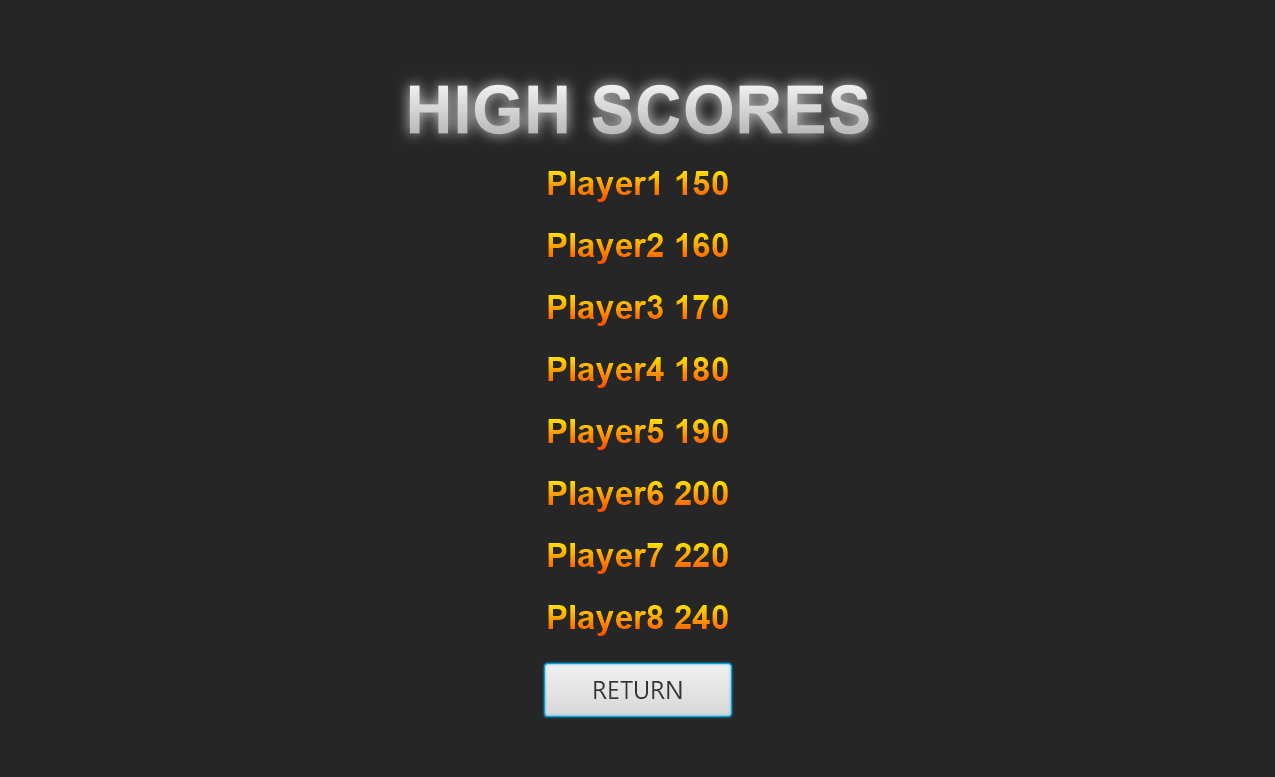 HIGH SCORES
Player1 150
Player2 160
Player3 170
Player4 180
Player5 190
Player6 200
Player7 220
Player8 240
RETURN